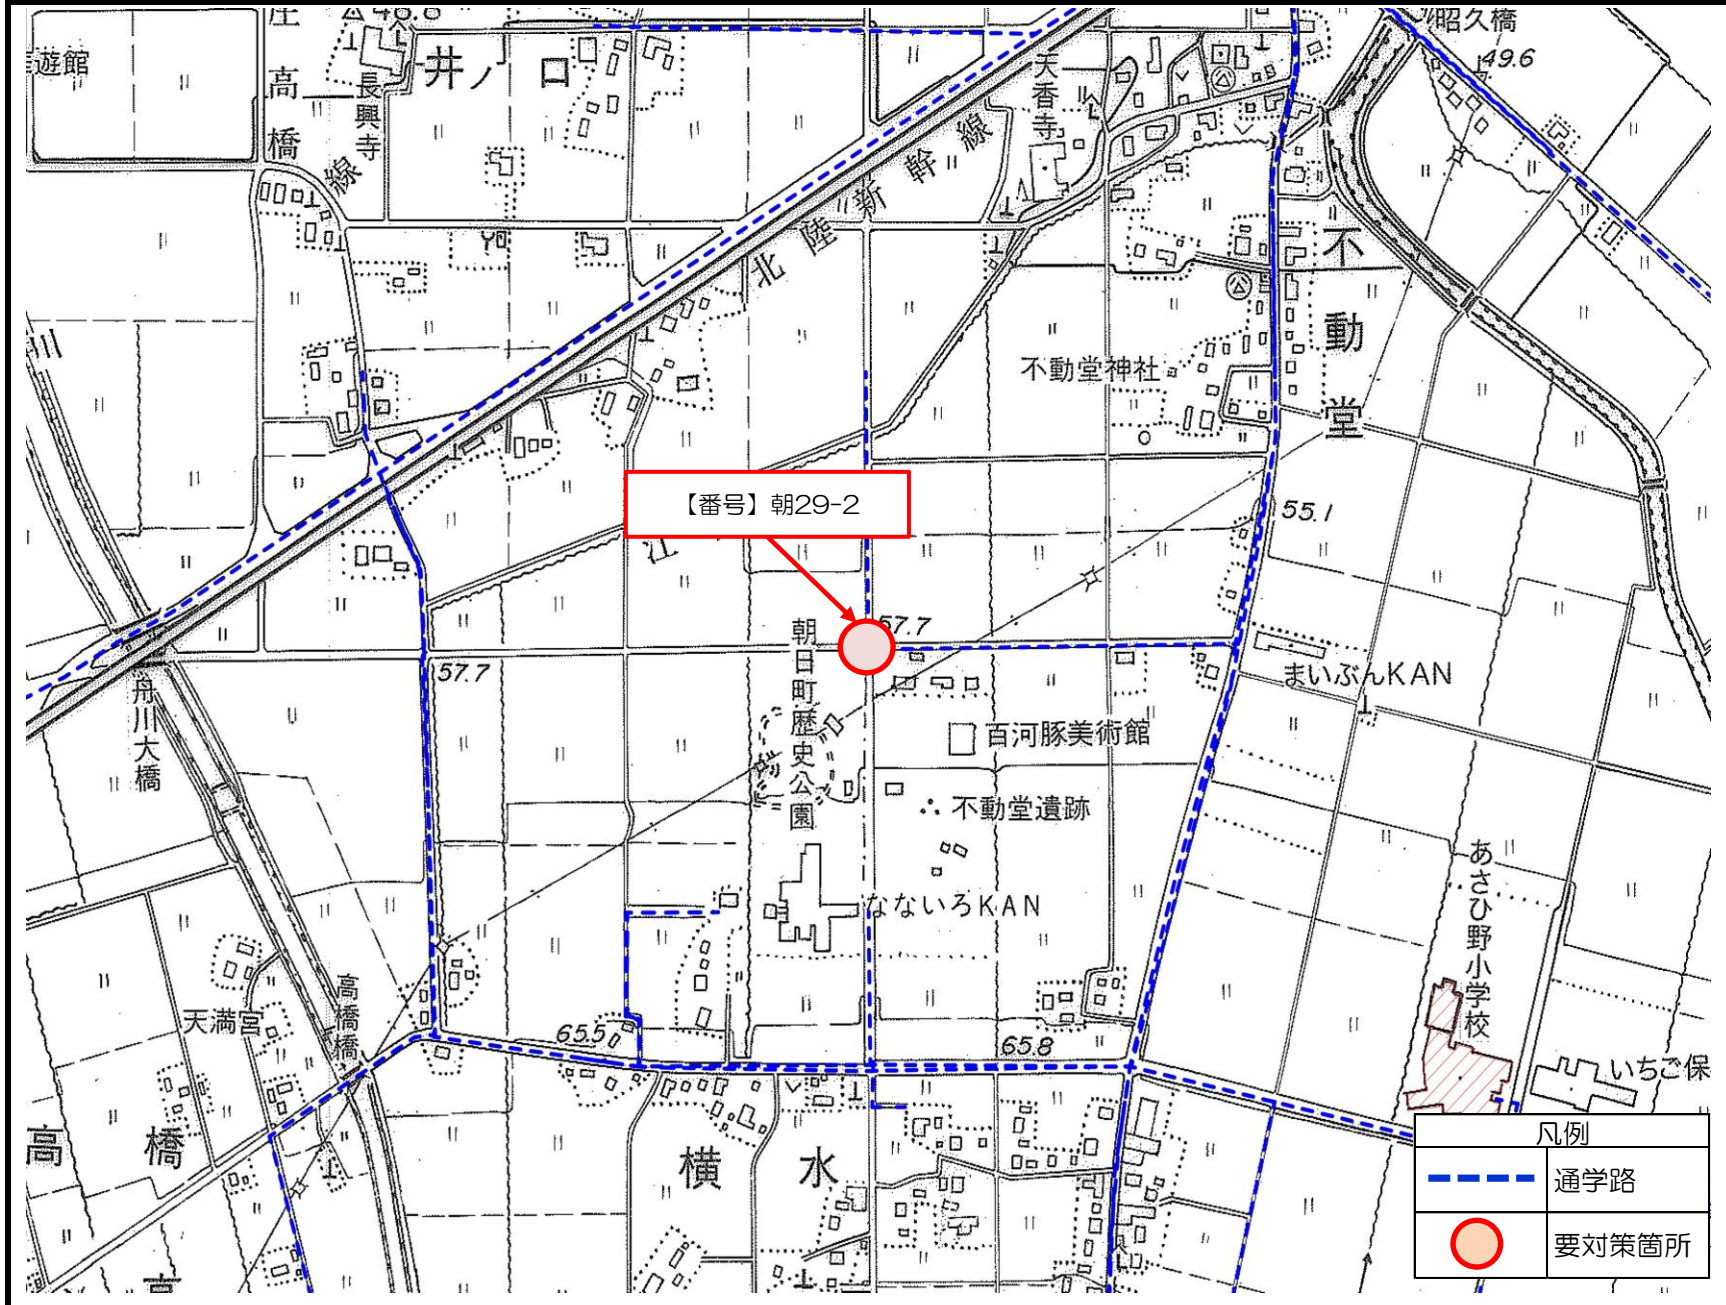 庄
高
橋
線
48.8
昭久橋
49.6
遊館
井ノ口
長興寺
天香寺
北陸新幹線
不動堂
不動堂神社
【番号】朝29-2
55.1
江
57.7
朝日町歴史公園
57.7
まいぶんKAN
舟川大橋
百河豚美術館
不動堂遺跡
あさひ野小学校
なないろKAN
高橋橋
天満宮
65.5
65.8
いちご保
高橋
横水
凡例
通学路
要対策箇所